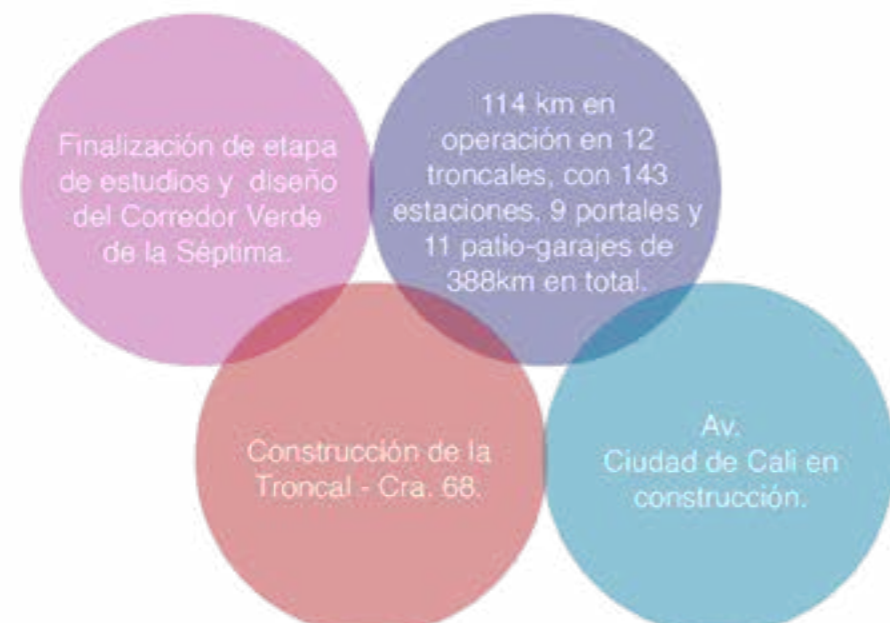 Finalización de etapa
de estudios y diseño
del Corredor Verde
de la Séptima.
114 km en
operación en 12
troncales, con 143
estaciones. 9 portales y
11 patio-garajes de
388km en total.
Construcción de la
Troncal - Cra. 68.
Av.
Ciudad de Cali en
construcción.